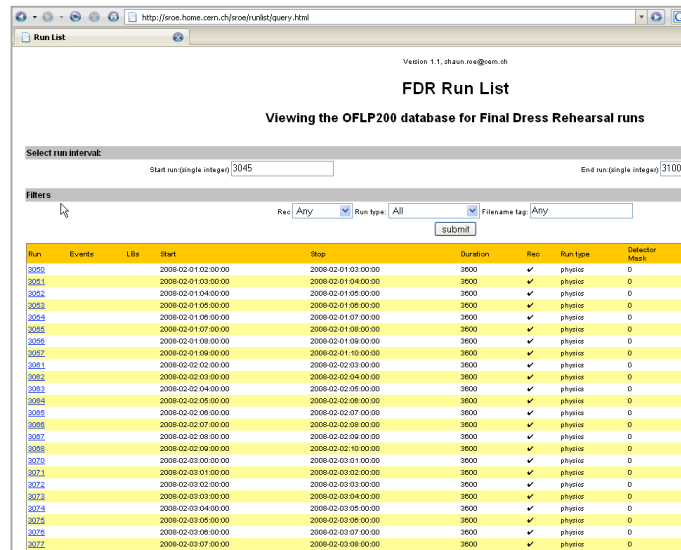 http://sroe.home.cern.ch/sroe/runlist/query.html
Run List
Version 1.1, shaun.roe@cern.ch
FDR Run List
Viewing the OFLP200 database for Final Dress Rehearsal runs
Select run interval:
Start run:(single integer) 3045 End run:(single integer) 3100
Filters
Rec Any Run type: All Filename tag: Any
submit
Run Events LBs Start Stop Duration Rec Run type Detector Mask
3050 2008-02-01:02:00:00 2008-02-01:03:00:00 3600 ✔ physics 0
3051 2008-02-01:03:00:00 2008-02-01:04:00:00 3600 ✔ physics 0
3052 2008-02-01:04:00:00 2008-02-01:05:00:00 3600 ✔ physics 0
3053 2008-02-01:05:00:00 2008-02-01:06:00:00 3600 ✔ physics 0
3054 2008-02-01:06:00:00 2008-02-01:07:00:00 3600 ✔ physics 0
3055 2008-02-01:07:00:00 2008-02-01:08:00:00 3600 ✔ physics 0
3056 2008-02-01:08:00:00 2008-02-01:09:00:00 3600 ✔ physics 0
3057 2008-02-01:09:00:00 2008-02-01:10:00:00 3600 ✔ physics 0
3061 2008-02-02:02:00:00 2008-02-02:03:00:00 3600 ✔ physics 0
3062 2008-02-02:03:00:00 2008-02-02:04:00:00 3600 ✔ physics 0
3063 2008-02-02:04:00:00 2008-02-02:05:00:00 3600 ✔ physics 0
3064 2008-02-02:05:00:00 2008-02-02:06:00:00 3600 ✔ physics 0
3065 2008-02-02:06:00:00 2008-02-02:07:00:00 3600 ✔ physics 0
3066 2008-02-02:07:00:00 2008-02-02:08:00:00 3600 ✔ physics 0
3067 2008-02-02:08:00:00 2008-02-02:09:00:00 3600 ✔ physics 0
3068 2008-02-02:09:00:00 2008-02-02:10:00:00 3600 ✔ physics 0
3070 2008-02-03:00:00:00 2008-02-03:01:00:00 3600 ✔ physics 0
3071 2008-02-03:01:00:00 2008-02-03:02:00:00 3600 ✔ physics 0
3072 2008-02-03:02:00:00 2008-02-03:03:00:00 3600 ✔ physics 0
3073 2008-02-03:03:00:00 2008-02-03:04:00:00 3600 ✔ physics 0
3074 2008-02-03:04:00:00 2008-02-03:05:00:00 3600 ✔ physics 0
3075 2008-02-03:05:00:00 2008-02-03:06:00:00 3600 ✔ physics 0
3076 2008-02-03:06:00:00 2008-02-03:07:00:00 3600 ✔ physics 0
3077 2008-02-03:07:00:00 2008-02-03:08:00:00 3600 ✔ physics 0